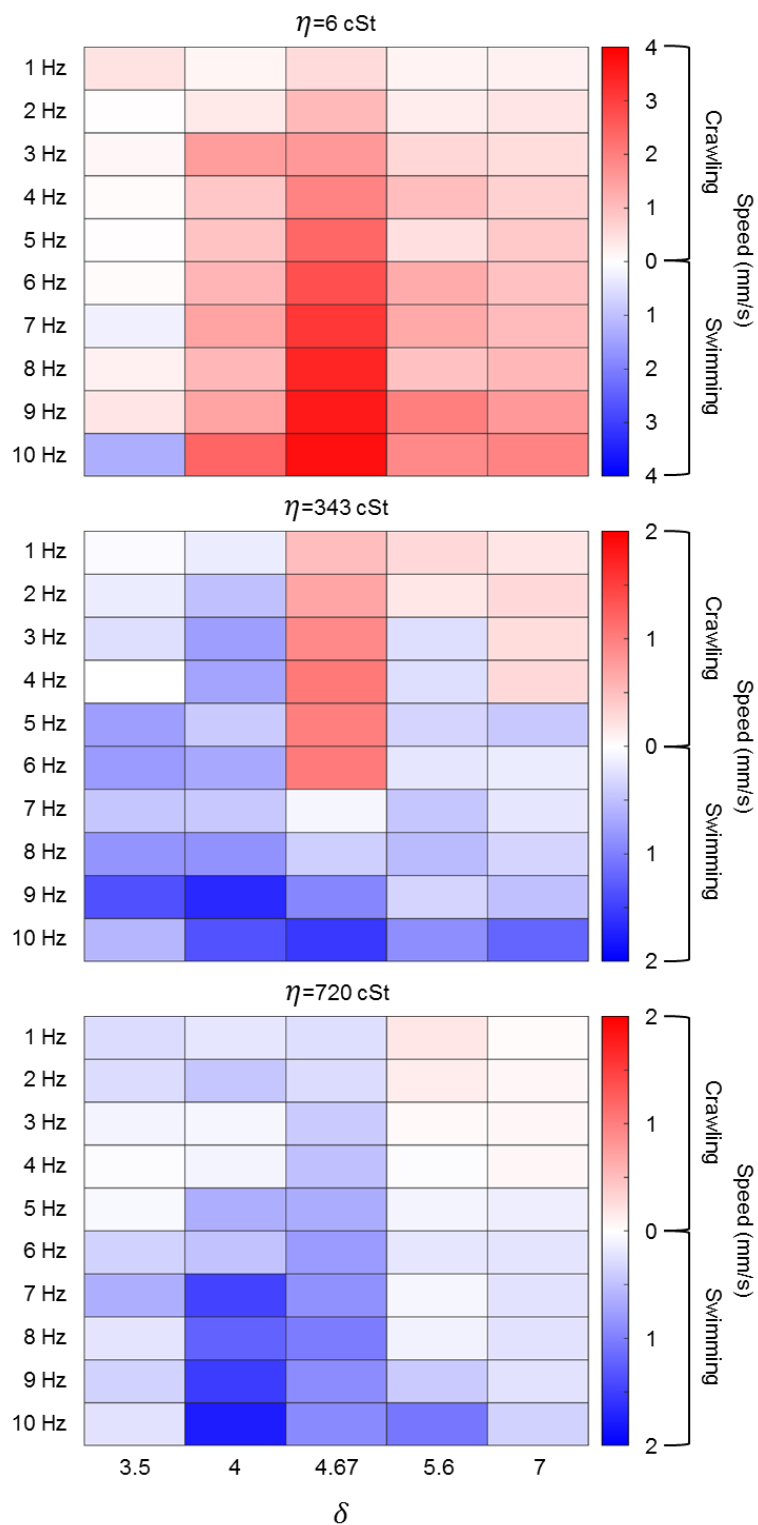 η=6 cSt
1 Hz
2 Hz
3 Hz
4 Hz
5 Hz
6 Hz
7 Hz
8 Hz
9 Hz
10 Hz
4
3
2
1
0
1
2
3
4
Crawling
Swimming
Speed (mm/s)
η=343 cSt
1 Hz
2 Hz
3 Hz
4 Hz
5 Hz
6 Hz
7 Hz
8 Hz
9 Hz
10 Hz
2
1
0
1
2
Crawling
Swimming
Speed (mm/s)
η=720 cSt
1 Hz
2 Hz
3 Hz
4 Hz
5 Hz
6 Hz
7 Hz
8 Hz
9 Hz
10 Hz
2
1
0
1
2
Crawling
Swimming
Speed (mm/s)
3.5 4 4.67 5.6 7
δ